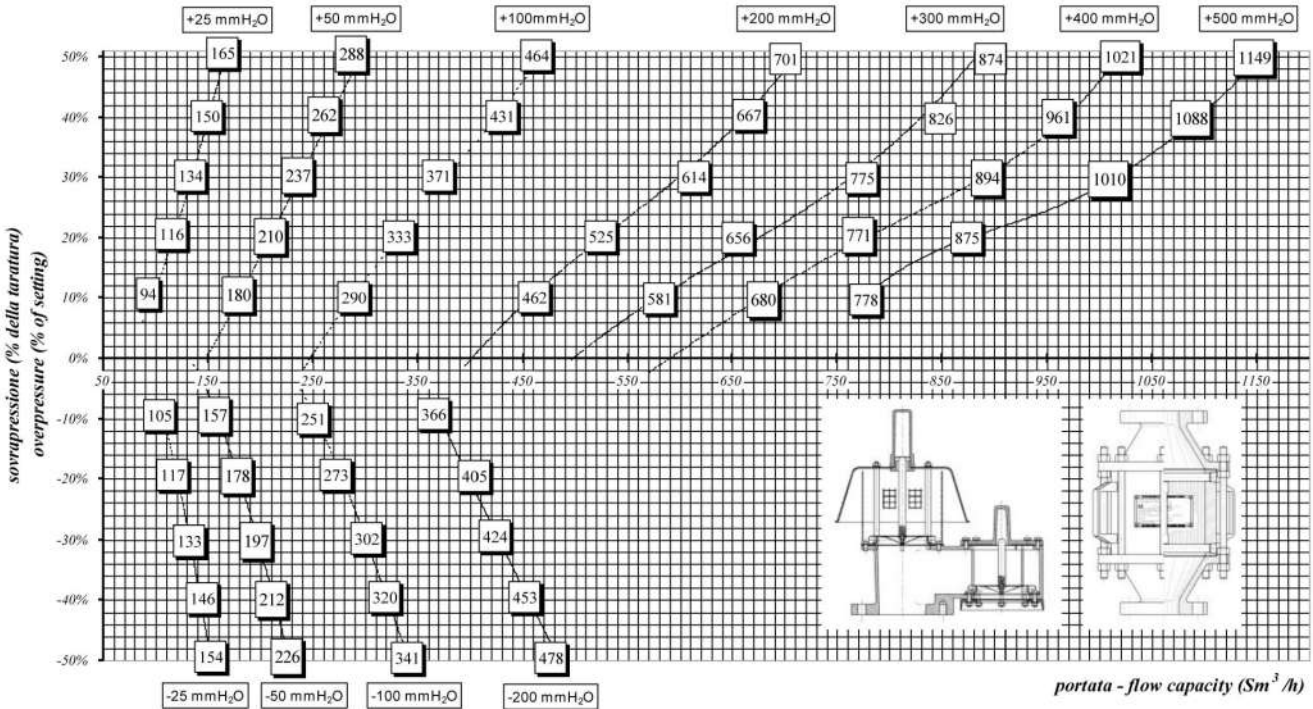 +25 mmH₂O +50 mmH₂O +100mmH₂O +200 mmH₂O +300 mmH₂O +400 mmH₂O +500 mmH₂O
50% 165 288 464 701 874 1021 1149
40% 150 262 431 667 826 961 1088
30% 134 237 371 614 775 894 1010
20% 116 210 333 525 656 771 875
10% 94 180 290 462 581 680 778
0%
50 150 250 350 450 550 650 750 850 950 1050 1150
-10% 105 157 251 366
-20% 117 178 273 405
-30% 133 197 302 424
-40% 146 212 320 453
-50% 154 226 341 478
-25 mmH₂O -50 mmH₂O -100 mmH₂O -200 mmH₂O
sovrapressione (% della taratura)
overpressure (% of setting)
portata - flow capacity (Sm³ /h)